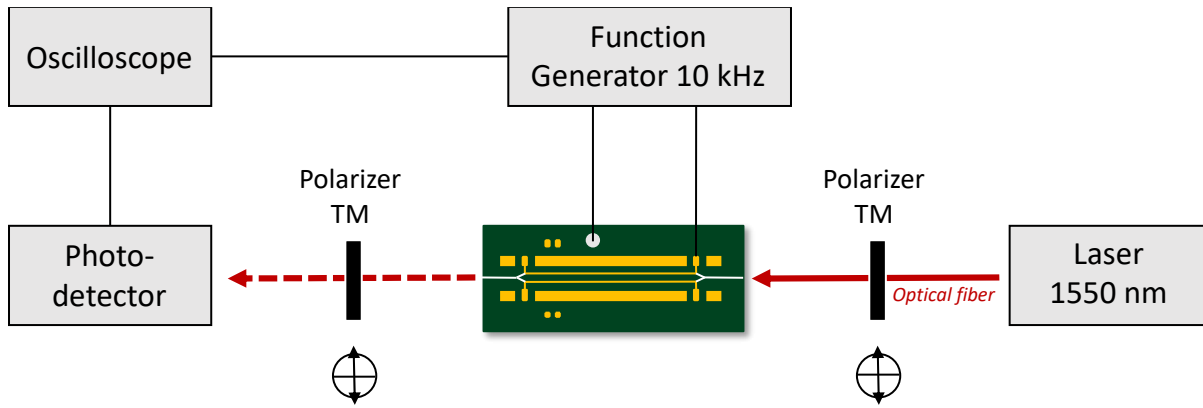 Oscilloscope
Function
Generator 10 kHz
Polarizer
TM
Polarizer
TM
Photo-
detector
Optical fiber
Laser
1550 nm